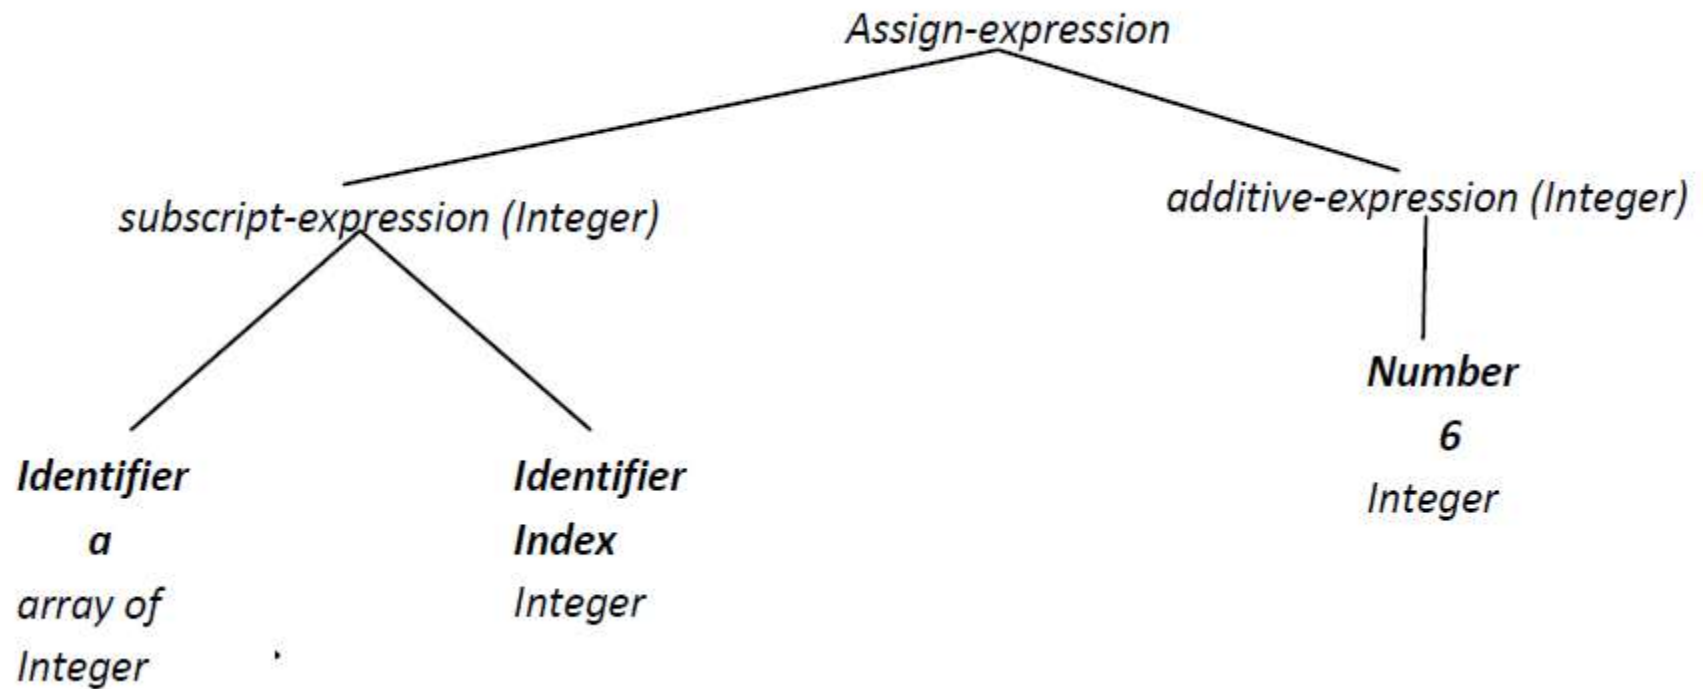 Assign-expression
subscript-expression (Integer)
additive-expression (Integer)
Number
6
Integer
Identifier
a
array of
Integer
Identifier
Index
Integer